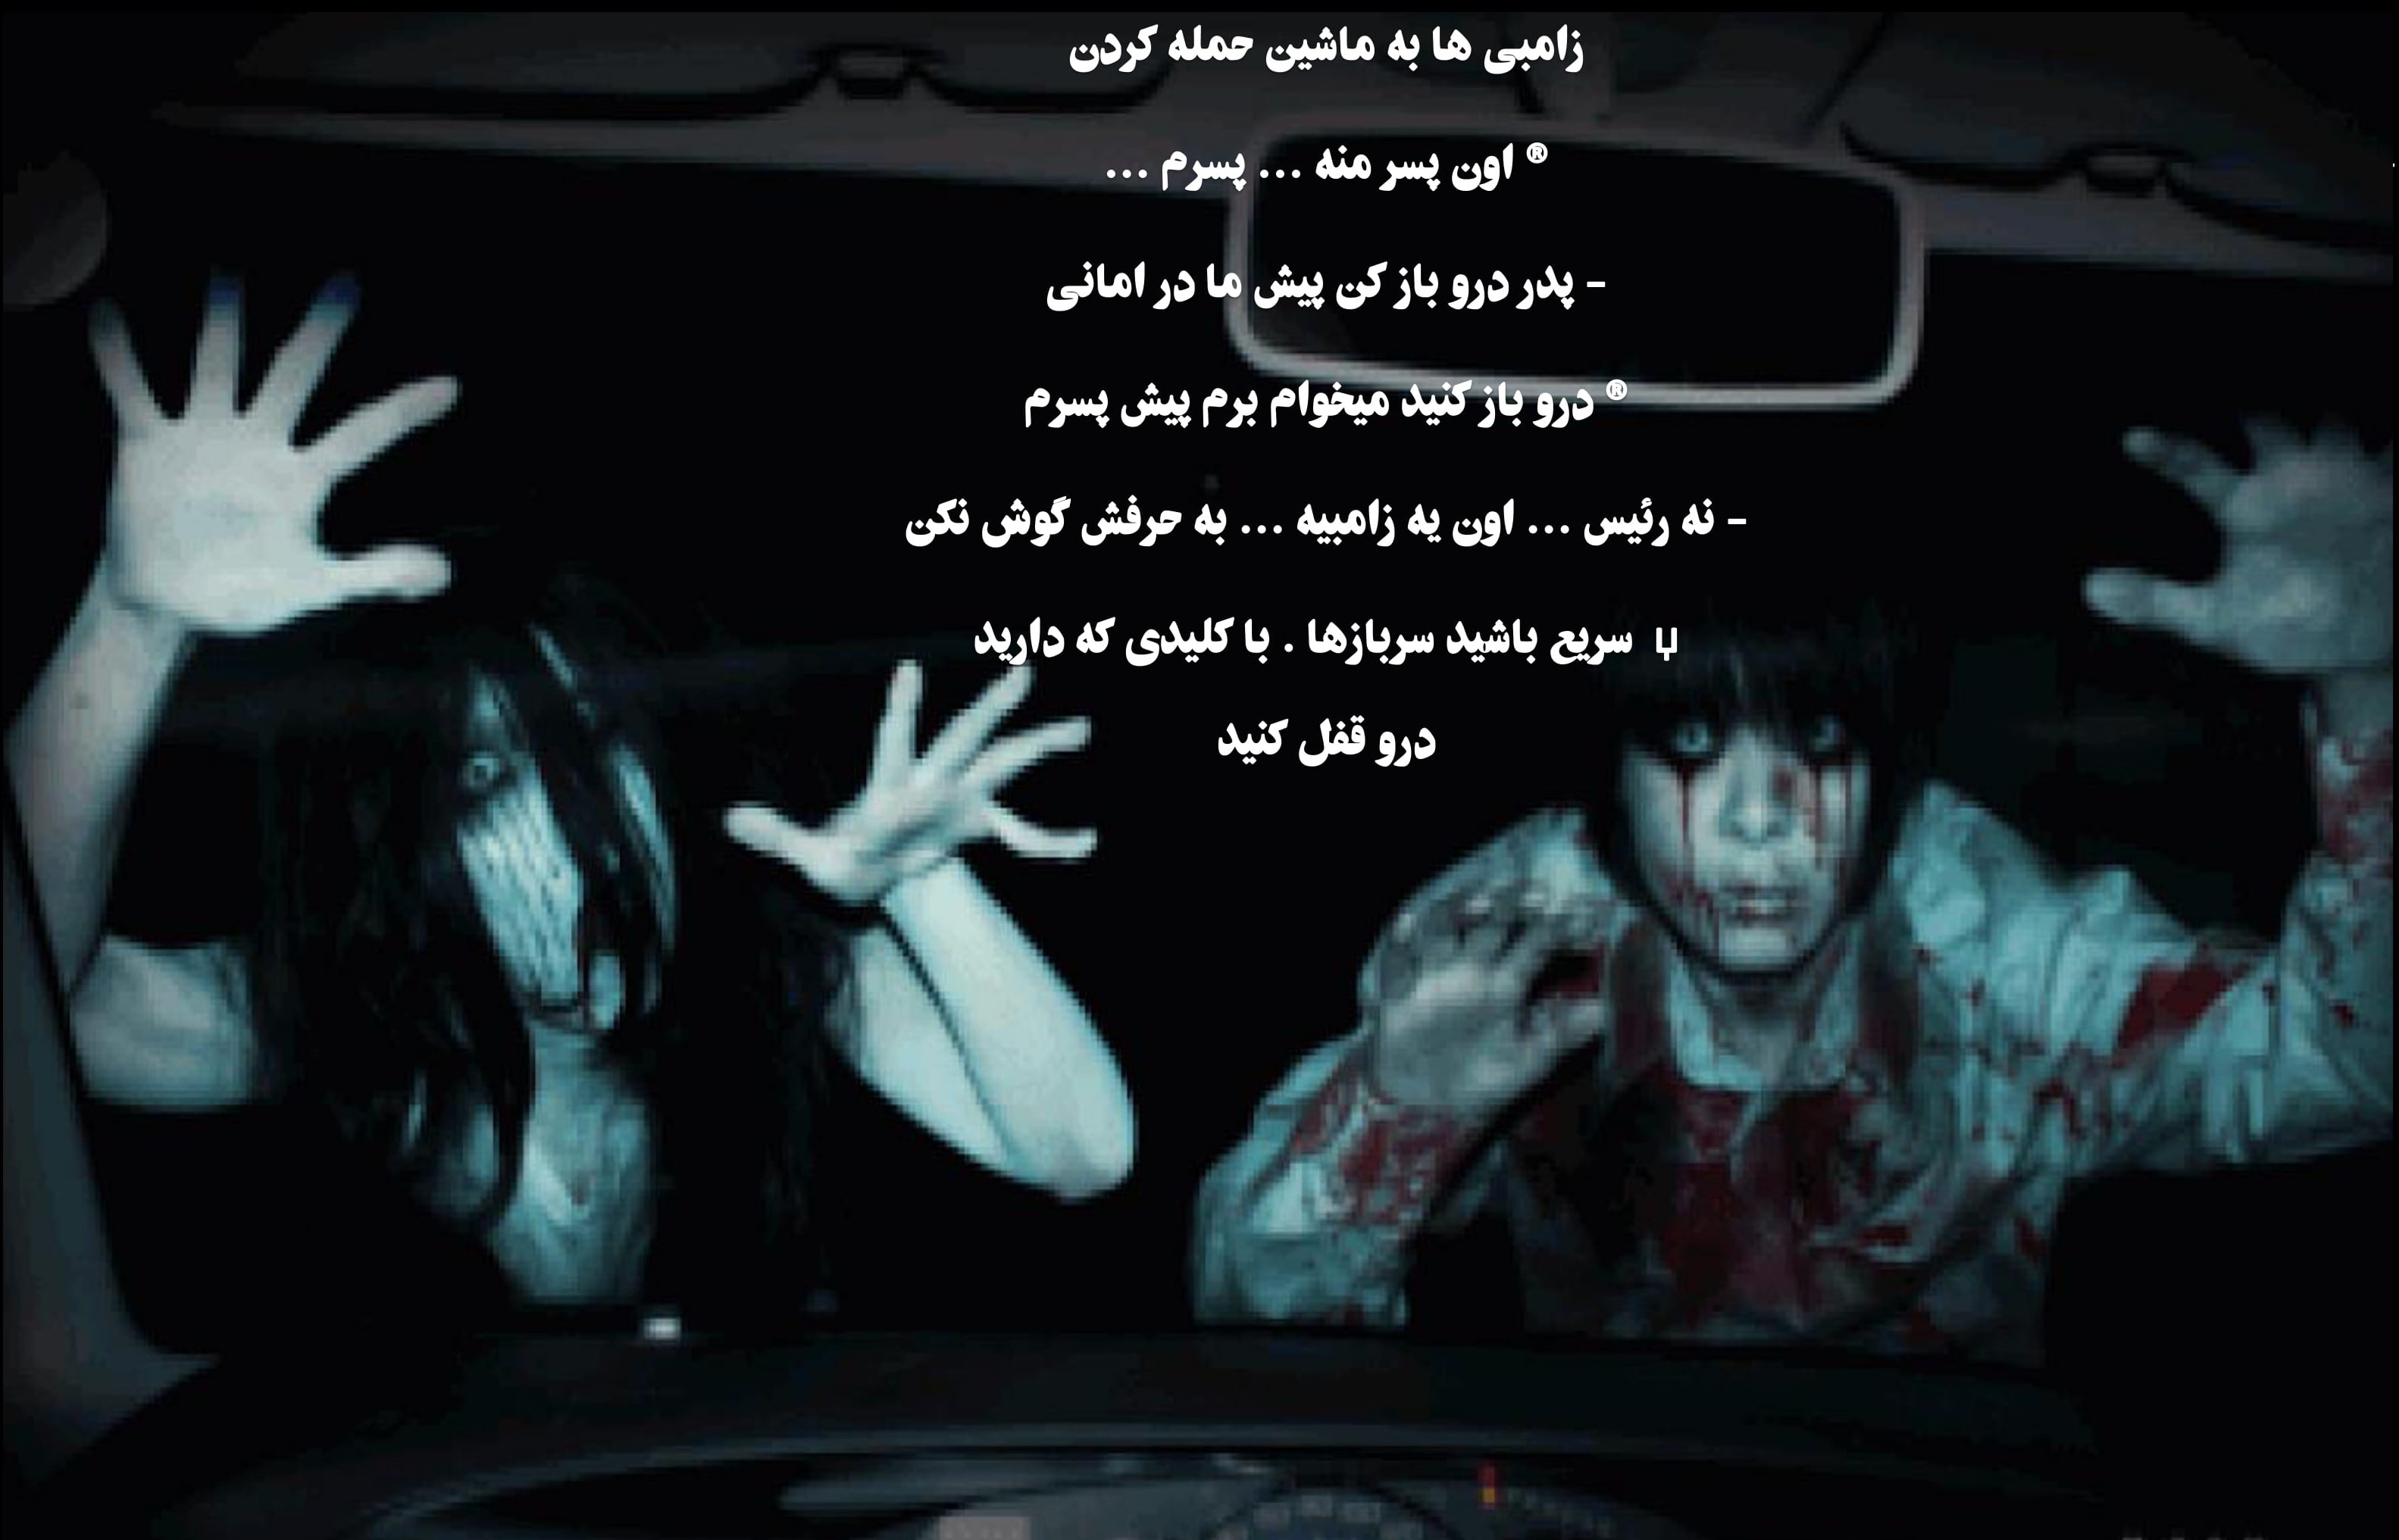 زامبی ها به ماشین حمله کردن
® اون پسر منه ... پسرم ...
- پدر درو باز کن پیش ما در امانی
® درو باز کنید میخوام برم پیش پسرم
- نه رئیس ... اون یه زامبیه ... به حرفش گوش نکن
µ سریع باشید سربازها . با کلیدی که دارید
درو قفل کنید